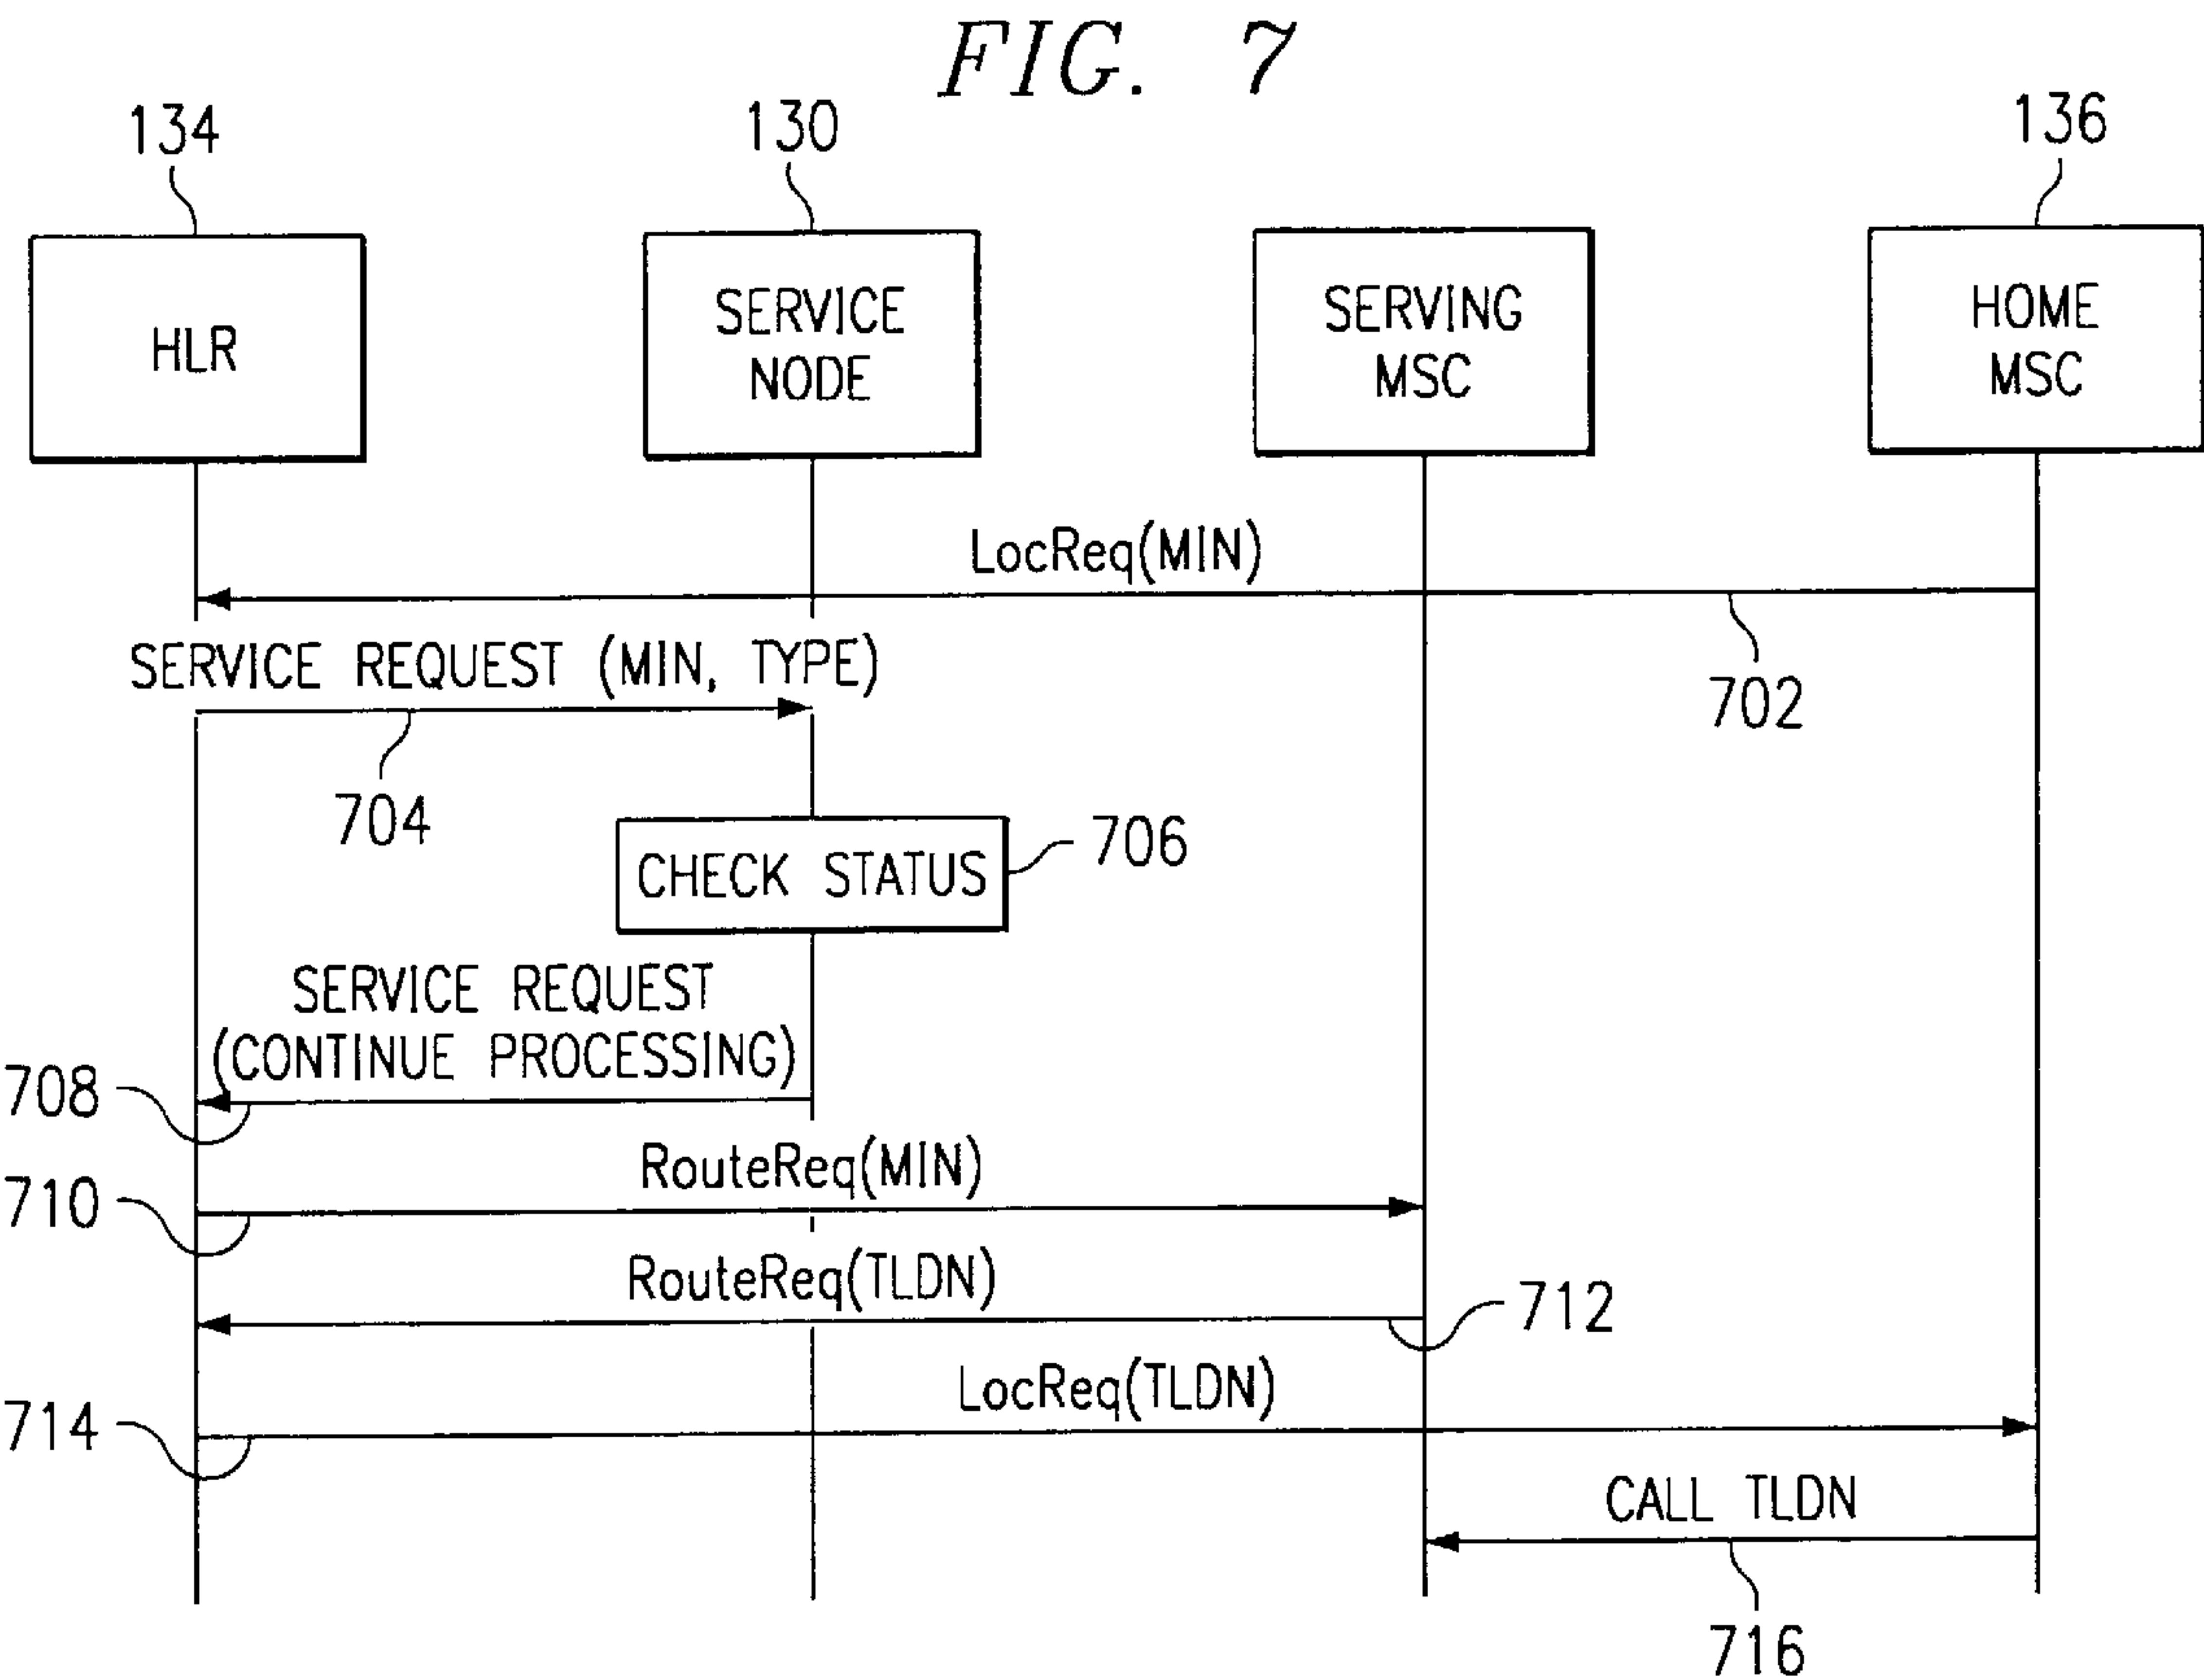 FIG. 7
134
130
136
HLR
SERVICE
NODE
SERVING
MSC
HOME
MSC
LocReq(MIN)
702
SERVICE REQUEST (MIN, TYPE)
704
CHECK STATUS
706
SERVICE REQUEST
(CONTINUE PROCESSING)
708
RouteReq(MIN)
710
RouteReq(TLDN)
712
LocReq(TLDN)
714
CALL TLDN
716